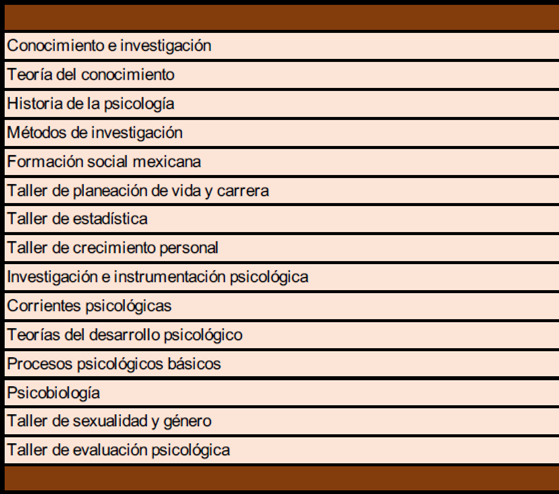 Conocimiento e investigación
Teoría del conocimiento
Historia de la psicología
Métodos de investigación
Formación social mexicana
Taller de planeación de vida y carrera
Taller de estadística
Taller de crecimiento personal
Investigación e instrumentación psicológica
Corrientes psicológicas
Teorías del desarrollo psicológico
Procesos psicológicos básicos
Psicobiología
Taller de sexualidad y género
Taller de evaluación psicológica